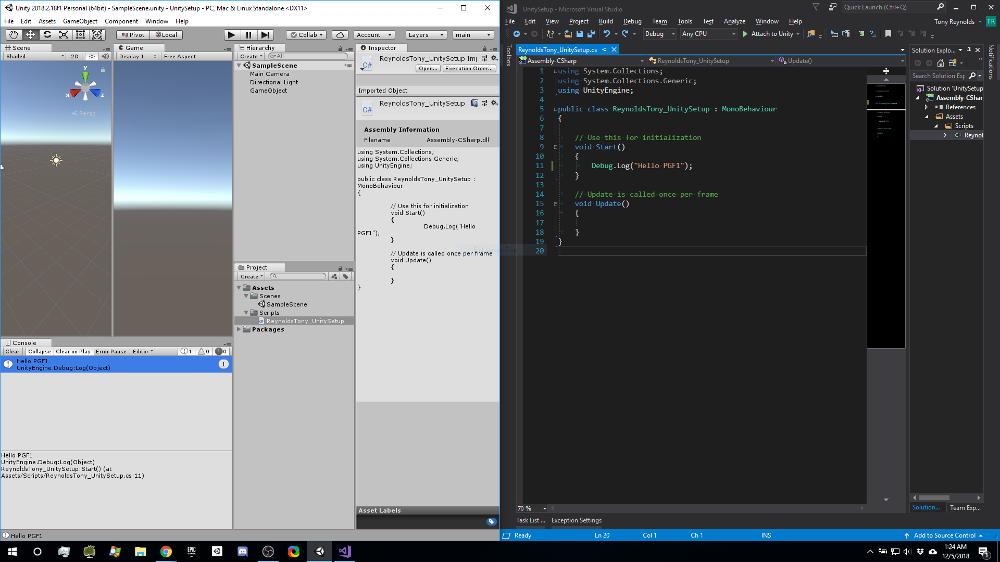 Unity 2018.2.18f1 Personal (64bit) - SampleScene.unity - UnitySetup - PC, Mac & Linux Standalone <DX11>
File Edit Assets GameObject Component Window Help
Pivot Local Collab Account Layers main
Scene
Shaded 2D
y
x z
Persp
Game
Display 1 Free Aspect
Hierarchy
Create All
SampleScene
Main Camera
Directional Light
GameObject
Project
Create
Assets
Scenes
SampleScene
Scripts
ReynoldsTony_UnitySetup
Packages
Inspector
ReynoldsTony_UnitySetup Imp
C#
Open... Execution Order...
Imported Object
ReynoldsTony_UnitySetup
C#
Assembly Information
Filename Assembly-CSharp.dll
using System.Collections;
using System.Collections.Generic;
using UnityEngine;
public class ReynoldsTony_UnitySetup :
MonoBehaviour
{
// Use this for initialization
void Start()
{
Debug.Log("Hello
PGF1");
}
// Update is called once per frame
void Update()
{
}
}
Asset Labels
Console
Clear Collapse Clear on Play Error Pause Editor 1 0 0
Hello PGF1
UnityEngine.Debug:Log(Object)
1
Hello PGF1
UnityEngine.Debug:Log(Object)
ReynoldsTony_UnitySetup:Start() (at
Assets/Scripts/ReynoldsTony_UnitySetup.cs:11)
Hello PGF1
UnitySetup - Microsoft Visual Studio
Quick Launch (Ctrl+Q)
File Edit View Project Build Debug Team Tools Test Analyze Window Help
Tony Reynolds TR
Debug Any CPU Attach to Unity
Toolbox
ReynoldsTony_UnitySetup.cs
Assembly-CSharp ReynoldsTony_UnitySetup Update()
1 using System.Collections;
2 using System.Collections.Generic;
3 using UnityEngine;
4
5 public class ReynoldsTony_UnitySetup : MonoBehaviour
6 {
7
8 // Use this for initialization
9 void Start()
10 {
11 Debug.Log("Hello PGF1");
12 }
13
14 // Update is called once per frame
15 void Update()
16 {
17
18 }
19 }
20
Full-screen Snip
70 %
Task List ... Exception Settings
Solution Explo...
Search Solution Exp
Solution 'UnitySetup
Assembly-CShar
References
Assets
Scripts
C# Reynol
Solution... Team Exp...
Notifications
Ready Ln 20 Col 1 Ch 1 INS Add to Source Control
EPIC
GAMES
1:24 AM
12/5/2018
1